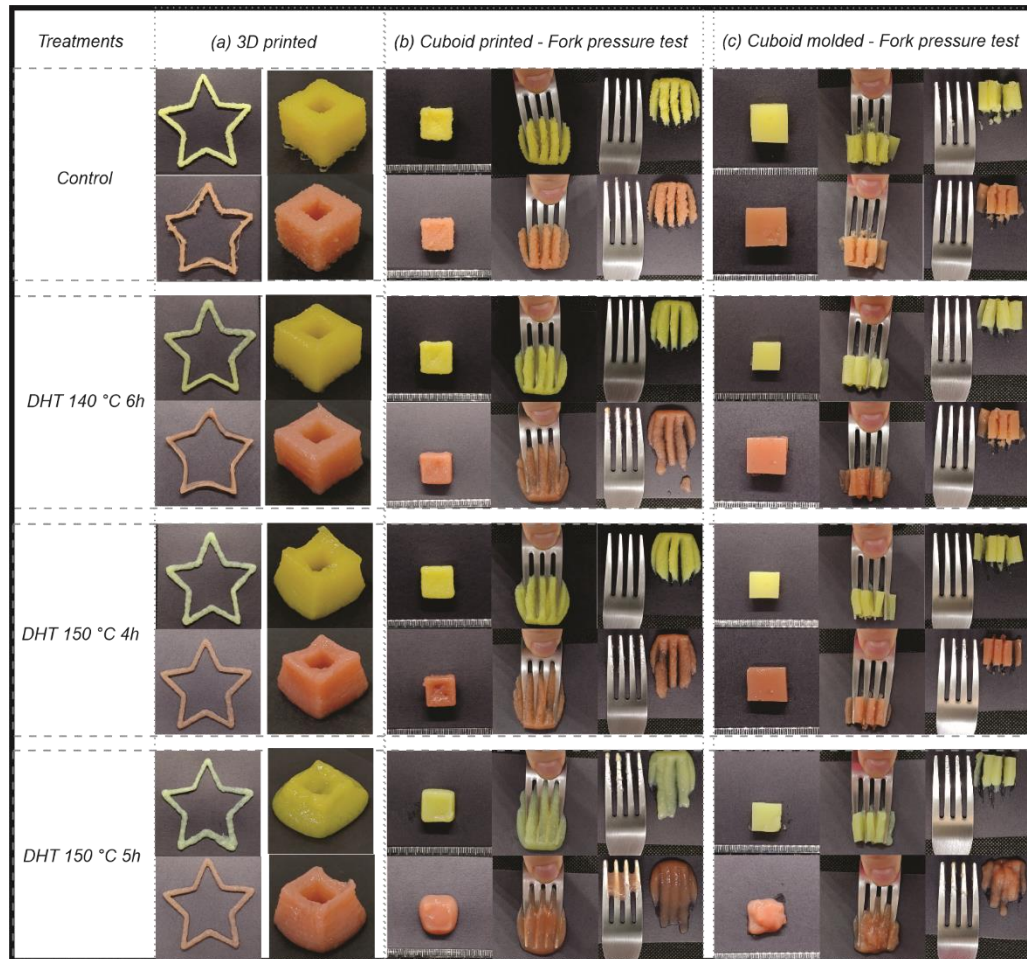 Treatments
(a) 3D printed
(b) Cuboid printed - Fork pressure test
(c) Cuboid molded - Fork pressure test
Control
DHT 140 °C 6h
DHT 150 °C 4h
DHT 150 °C 5h